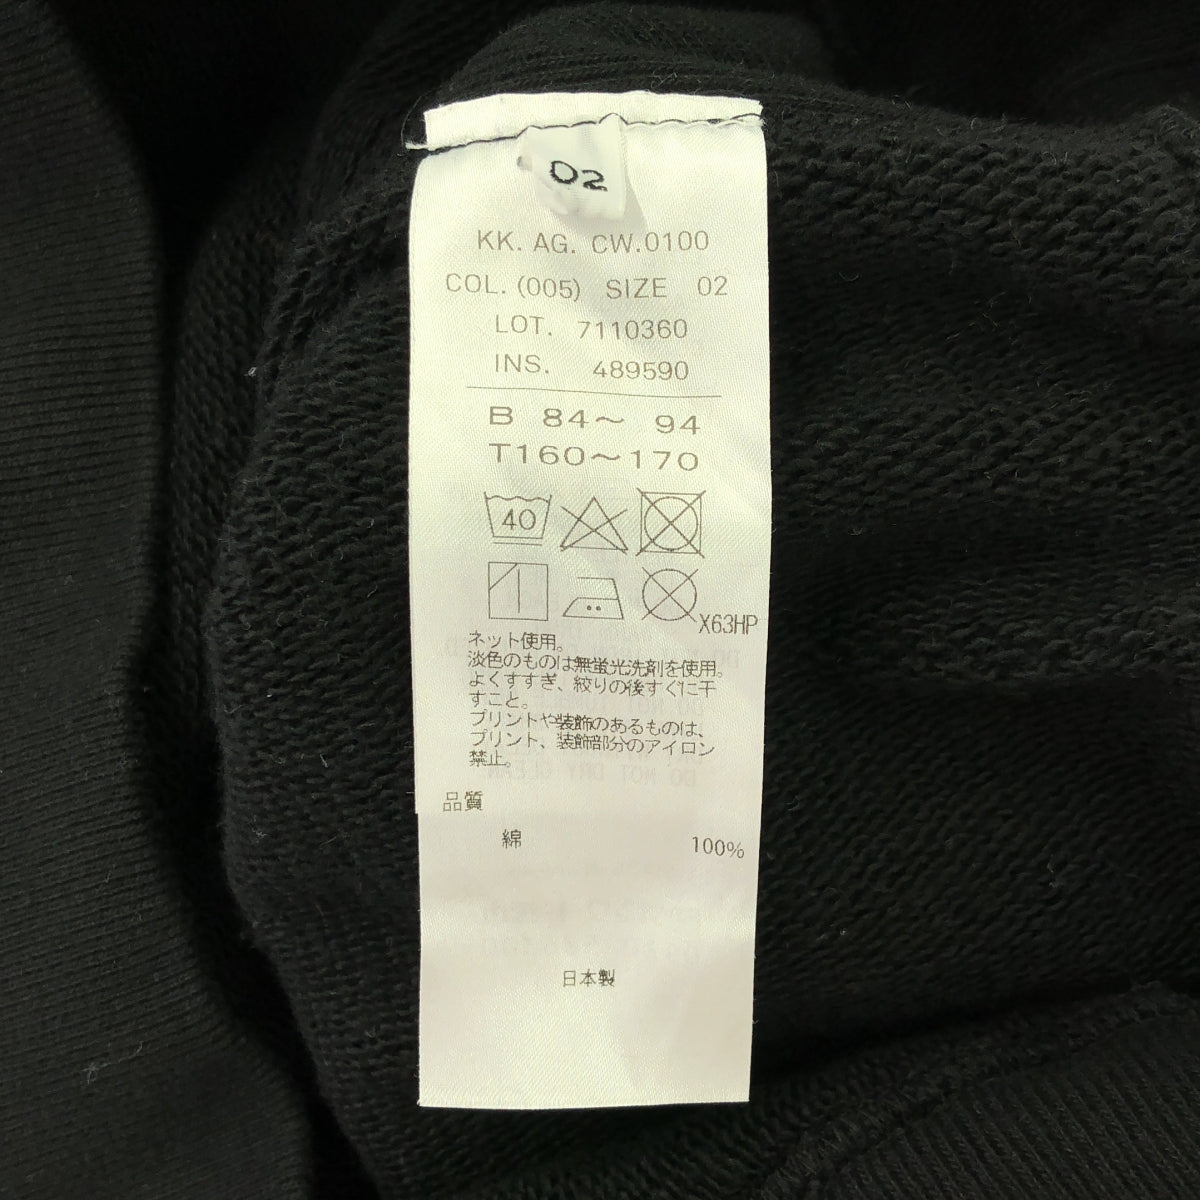 02
KK. AG. CW.0100
COL. (005) SIZE 02
LOT. 7110360
INS. 489590
B 84～ 94
T160～170
40
X63HP
ネット使用。
淡色のものは無蛍光洗剤を使用。
よくすすぎ、絞りの後すぐに干
すこと。
プリントや装飾のあるものは、
プリント、装飾部分のアイロン
禁止。
品質
綿 100%
日本製